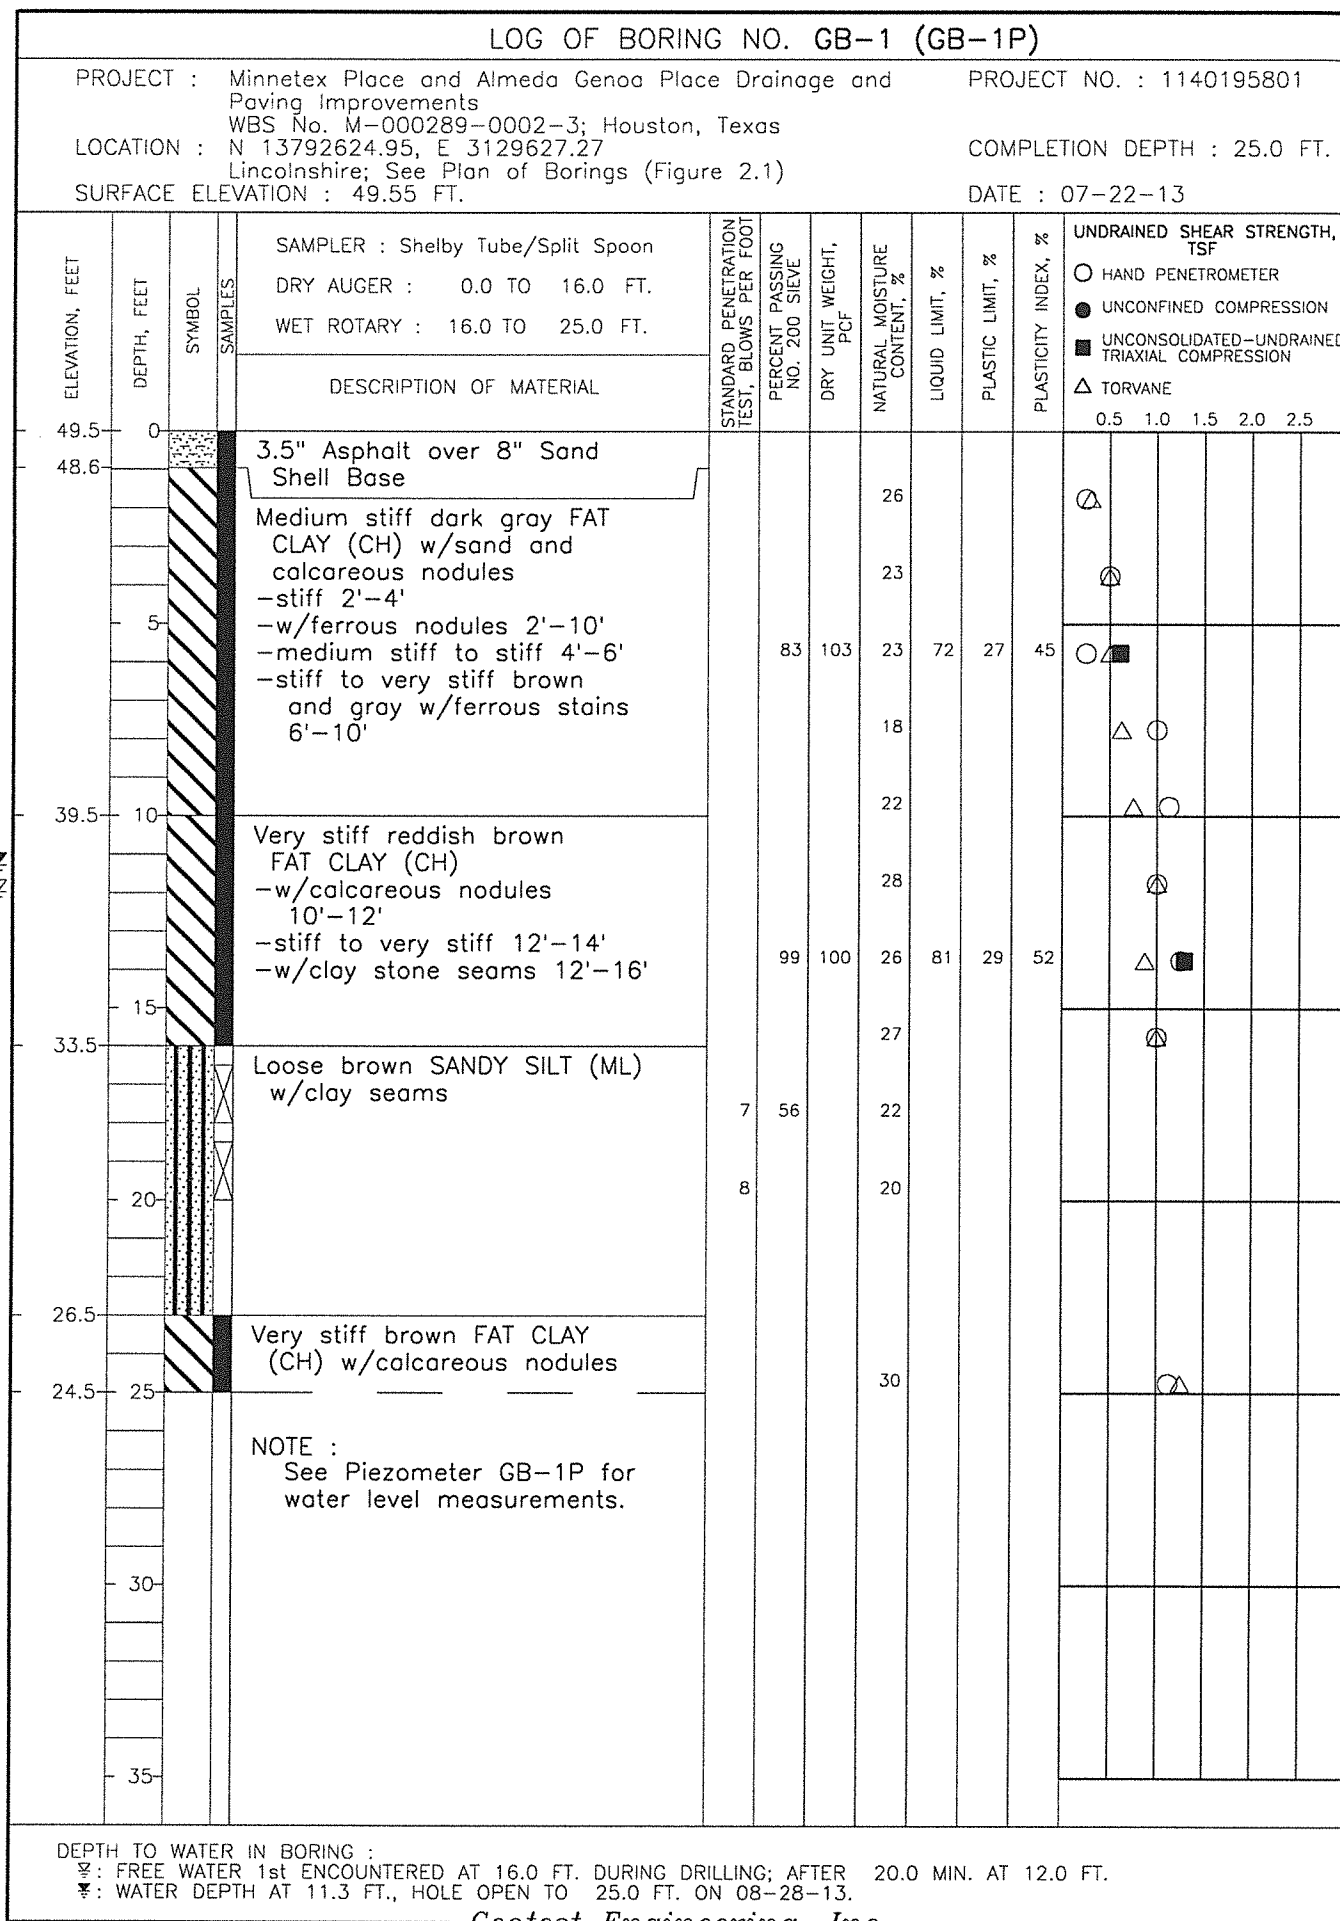 LOG OF BORING NO. GB-1 (GB-1P)
PROJECT : Minnetex Place and Almeda Genoa Place Drainage and
Paving Improvements
WBS No. M-000289-0002-3; Houston, Texas
PROJECT NO. : 1140195801
LOCATION : N 13792624.95, E 3129627.27
Lincolnshire; See Plan of Borings (Figure 2.1)
COMPLETION DEPTH : 25.0 FT.
SURFACE ELEVATION : 49.55 FT.
DATE : 07-22-13
ELEVATION, FEET
DEPTH, FEET
SYMBOL
SAMPLES
SAMPLER : Shelby Tube/Split Spoon
DRY AUGER : 0.0 TO 16.0 FT.
WET ROTARY : 16.0 TO 25.0 FT.
DESCRIPTION OF MATERIAL
STANDARD PENETRATION
TEST, BLOWS PER FOOT
PERCENT PASSING
NO. 200 SIEVE
DRY UNIT WEIGHT,
PCF
NATURAL MOISTURE
CONTENT, %
LIQUID LIMIT, %
PLASTIC LIMIT, %
PLASTICITY INDEX, %
UNDRAINED SHEAR STRENGTH,
TSF
HAND PENETROMETER
UNCONFINED COMPRESSION
UNCONSOLIDATED-UNDRAINED
TRIAXIAL COMPRESSION
TORVANE
0.5 1.0 1.5 2.0 2.5
49.5 0
48.6
3.5" Asphalt over 8" Sand
Shell Base
26
Medium stiff dark gray FAT
CLAY (CH) w/sand and
calcareous nodules
23
-stiff 2'-4'
5
-w/ferrous nodules 2'-10'
-medium stiff to stiff 4'-6'
83 103 23 72 27 45
-stiff to very stiff brown
and gray w/ferrous stains
6'-10'
18
22
39.5 10
Very stiff reddish brown
FAT CLAY (CH)
-w/calcareous nodules
10'-12'
28
-stiff to very stiff 12'-14'
-w/clay stone seams 12'-16'
99 100 26 81 29 52
15
27
33.5
Loose brown SANDY SILT (ML)
w/clay seams
7 56 22
8 20
20
26.5
Very stiff brown FAT CLAY
(CH) w/calcareous nodules
30
24.5 25
NOTE :
See Piezometer GB-1P for
water level measurements.
30
35
DEPTH TO WATER IN BORING :
: FREE WATER 1st ENCOUNTERED AT 16.0 FT. DURING DRILLING; AFTER 20.0 MIN. AT 12.0 FT.
: WATER DEPTH AT 11.3 FT., HOLE OPEN TO 25.0 FT. ON 08-28-13.